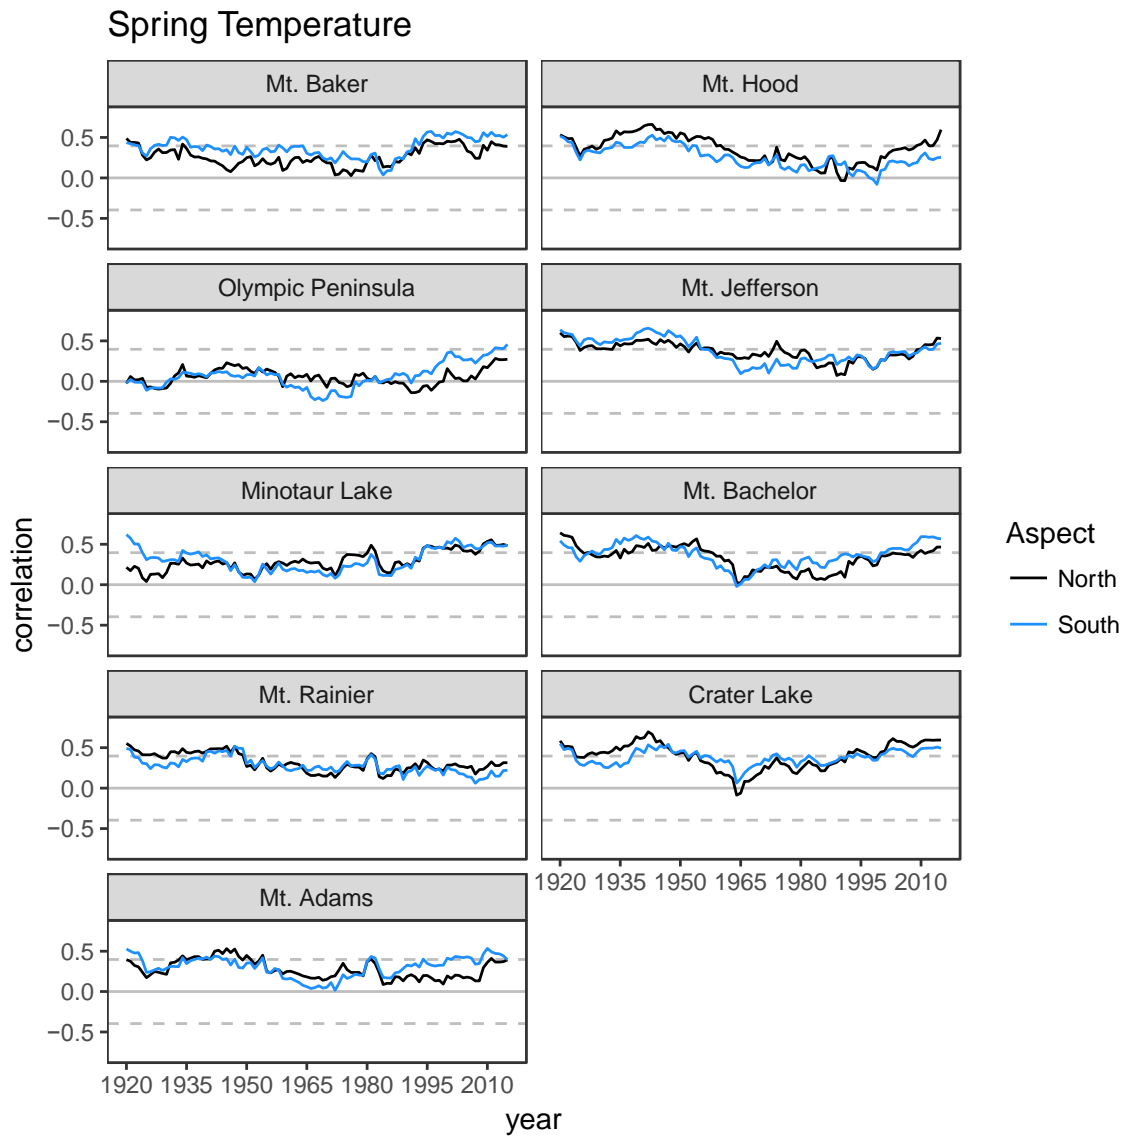 Spring Temperature
Mt. Baker
Mt. Hood
0.5
0.0
−0.5
Olympic Peninsula
Mt. Jefferson
0.5
0.0
−0.5
Minotaur Lake
Mt. Bachelor
0.5
0.0
−0.5
Mt. Rainier
Crater Lake
0.5
0.0
−0.5
1920 1935 1950 1965 1980 1995 2010
Mt. Adams
0.5
0.0
−0.5
1920 1935 1950 1965 1980 1995 2010
year
correlation
Aspect
North
South